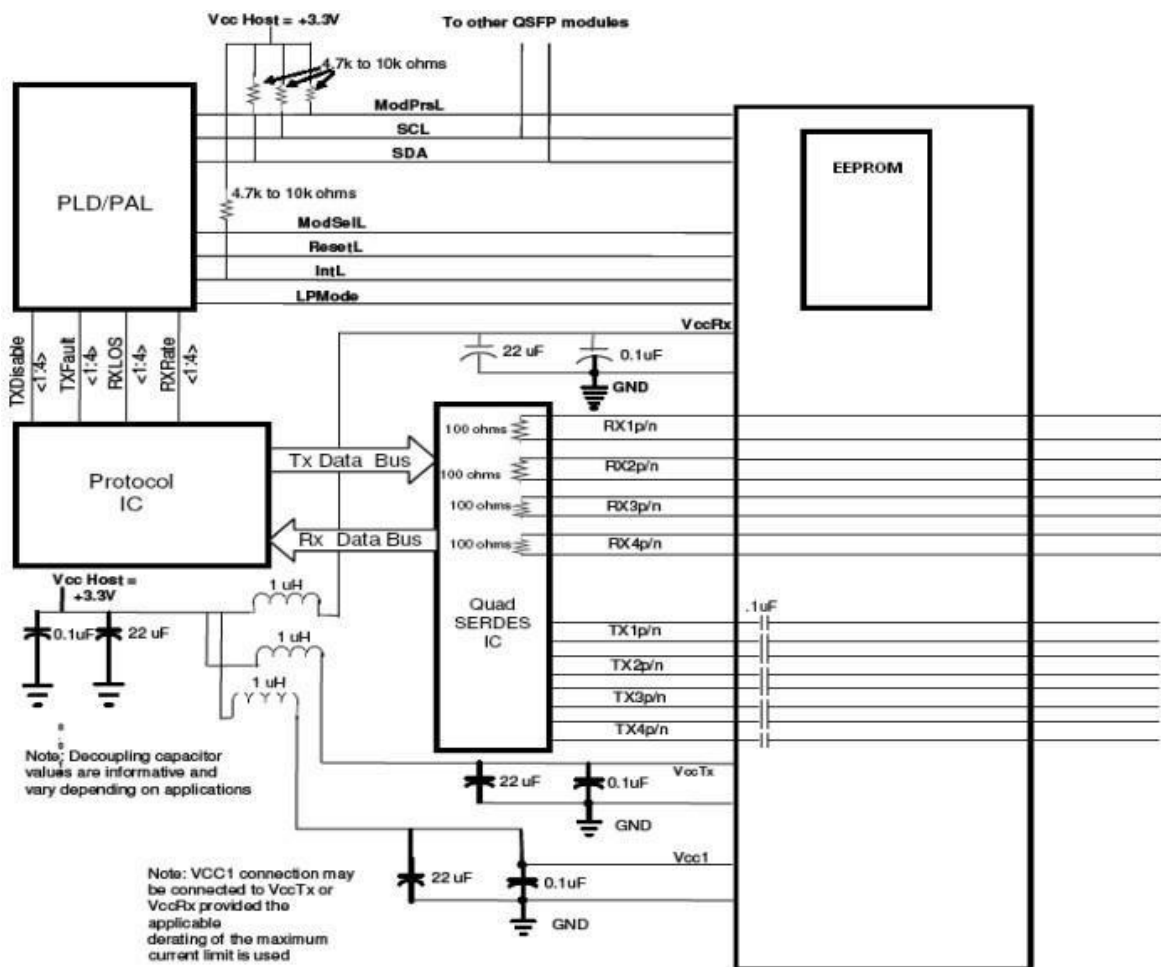 Vcc Host = +3.3V
To other QSFP modules
4.7k to 10k ohms
ModPrsL
SCL
SDA
EEPROM
PLD/PAL
4.7k to 10k ohms
ModSelL
ResetL
IntL
LPMode
VccRx
TXDisable
<1:4>
TXFault
<1:4>
RXLOS
<1:4>
RXRate
<1:4>
22 uF
0.1uF
GND
100 ohms
RX1p/n
Tx Data Bus
100 ohms
RX2p/n
Protocol
IC
100 ohms
RX3p/n
Rx Data Bus
100 ohms
RX4p/n
Vcc Host =
+3.3V
1 uH
Quad
SERDES
IC
.1uF
0.1uF
22 uF
1 uH
TX1p/n
TX2p/n
1 uH
TX3p/n
TX4p/n
Note: Decoupling capacitor
values are informative and
vary depending on applications
VccTx
22 uF
0.1uF
GND
Vcc1
Note: VCC1 connection may
be connected to VccTx or
VccRx provided the
applicable
derating of the maximum
current limit is used
22 uF
0.1uF
GND